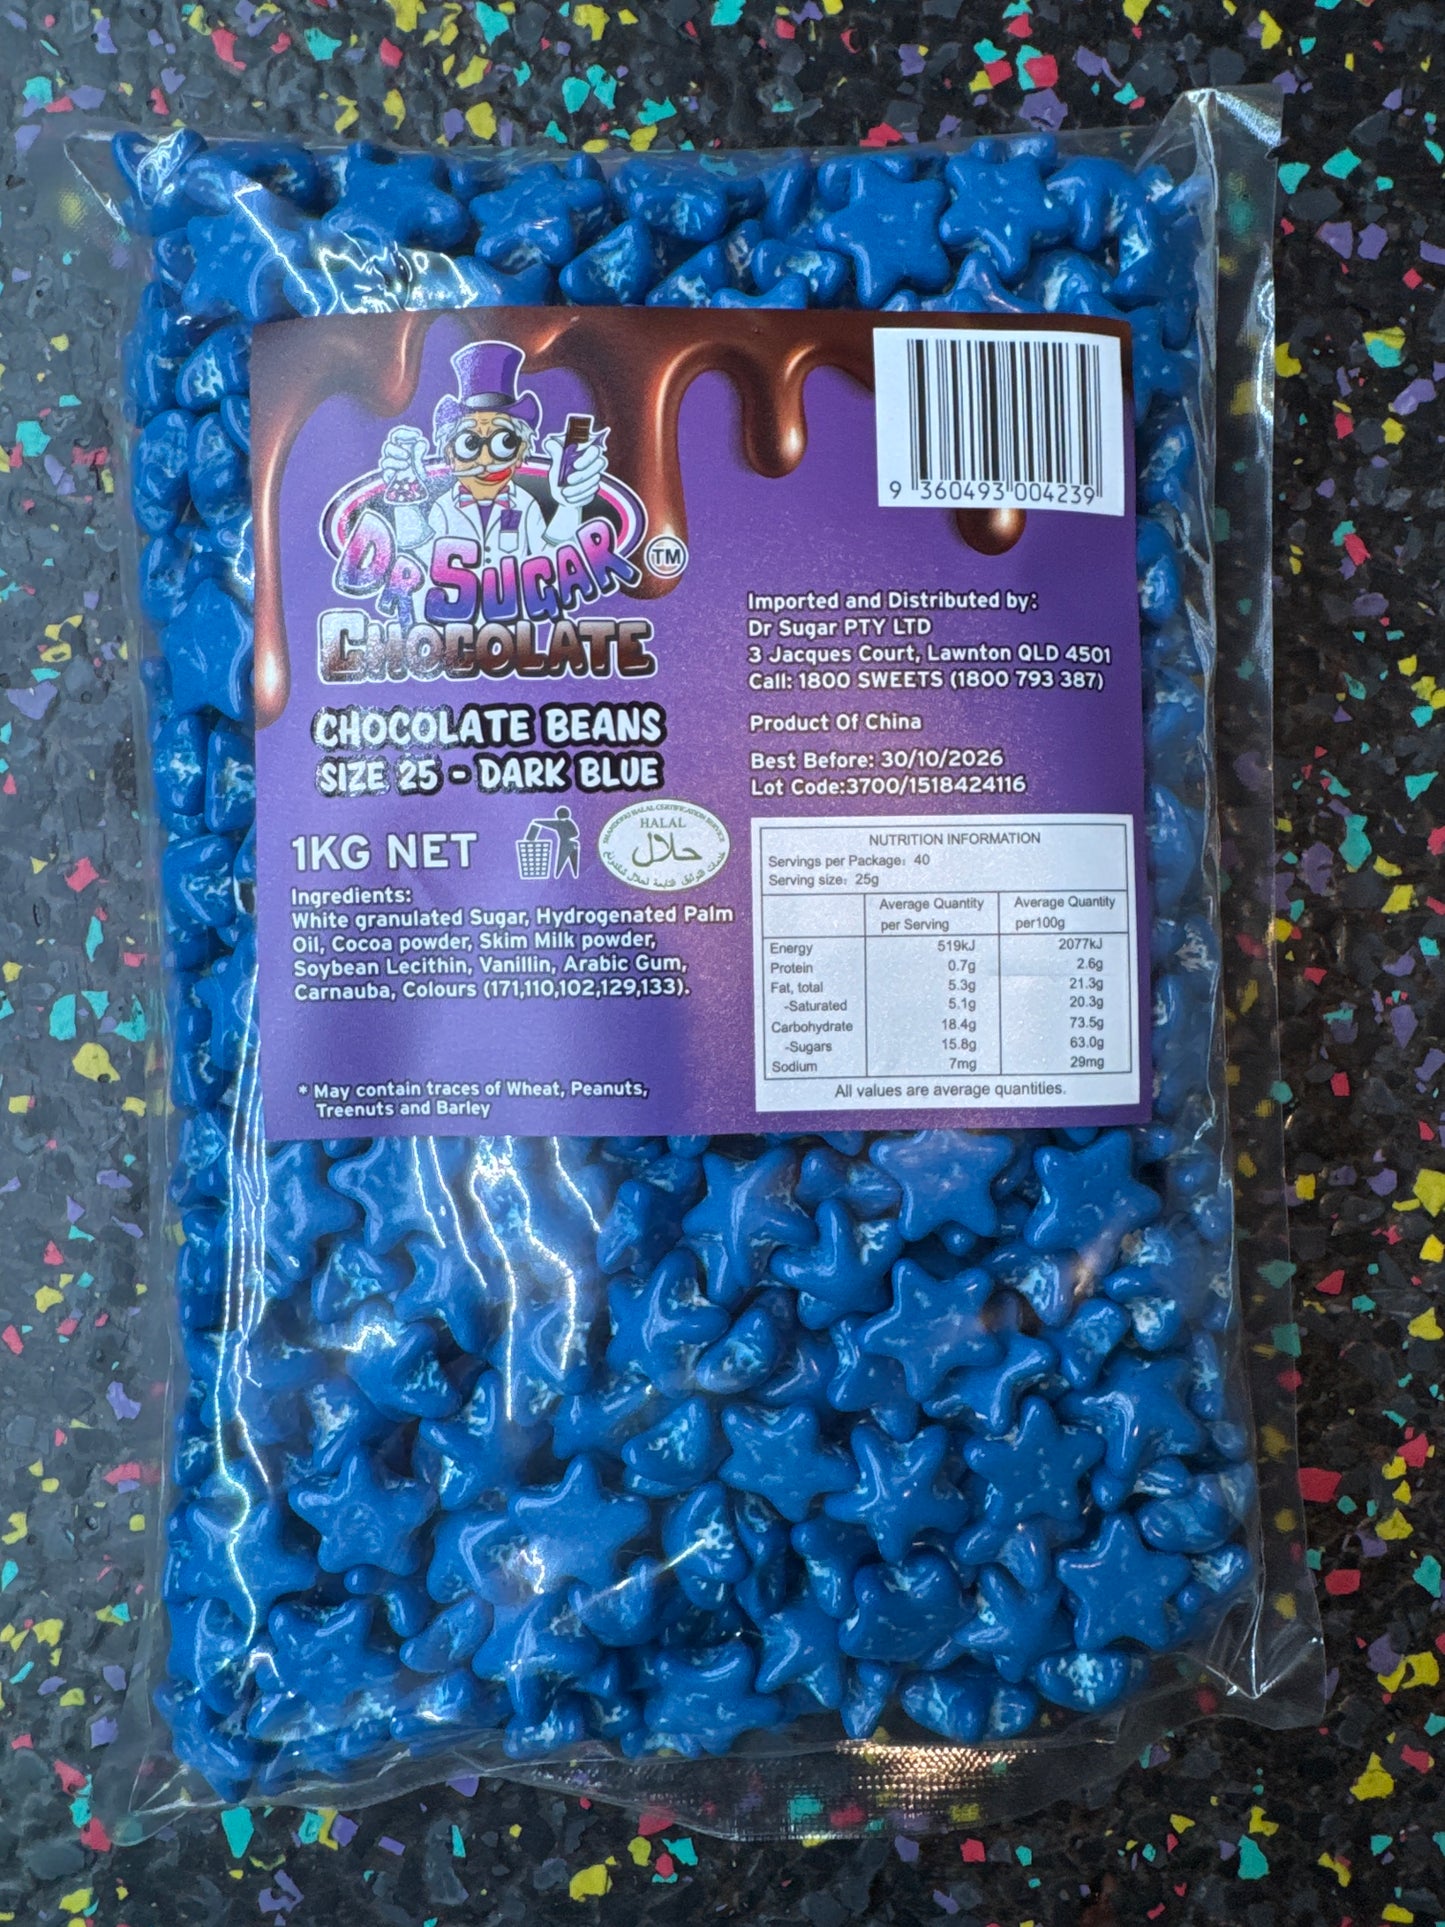 DR SUGAR
CHOCOLATE
TM
CHOCOLATE BEANS
SIZE 25 - DARK BLUE
1KG NET
HALAL
حلال
Ingredients:
White granulated Sugar, Hydrogenated Palm
Oil, Cocoa powder, Skim Milk powder,
Soybean Lecithin, Vanillin, Arabic Gum,
Carnauba, Colours (171,110,102,129,133).
* May contain traces of Wheat, Peanuts,
Treenuts and Barley
9 360493 004239
Imported and Distributed by:
Dr Sugar PTY LTD
3 Jacques Court, Lawnton QLD 4501
Call: 1800 SWEETS (1800 793 387)
Product Of China
Best Before: 30/10/2026
Lot Code:3700/1518424116
NUTRITION INFORMATION
Servings per Package: 40
Serving size: 25g
Average Quantity per Serving Average Quantity per100g
Energy 519kJ 2077kJ
Protein 0.7g 2.6g
Fat, total 5.3g 21.3g
-Saturated 5.1g 20.3g
Carbohydrate 18.4g 73.5g
-Sugars 15.8g 63.0g
Sodium 7mg 29mg
All values are average quantities.